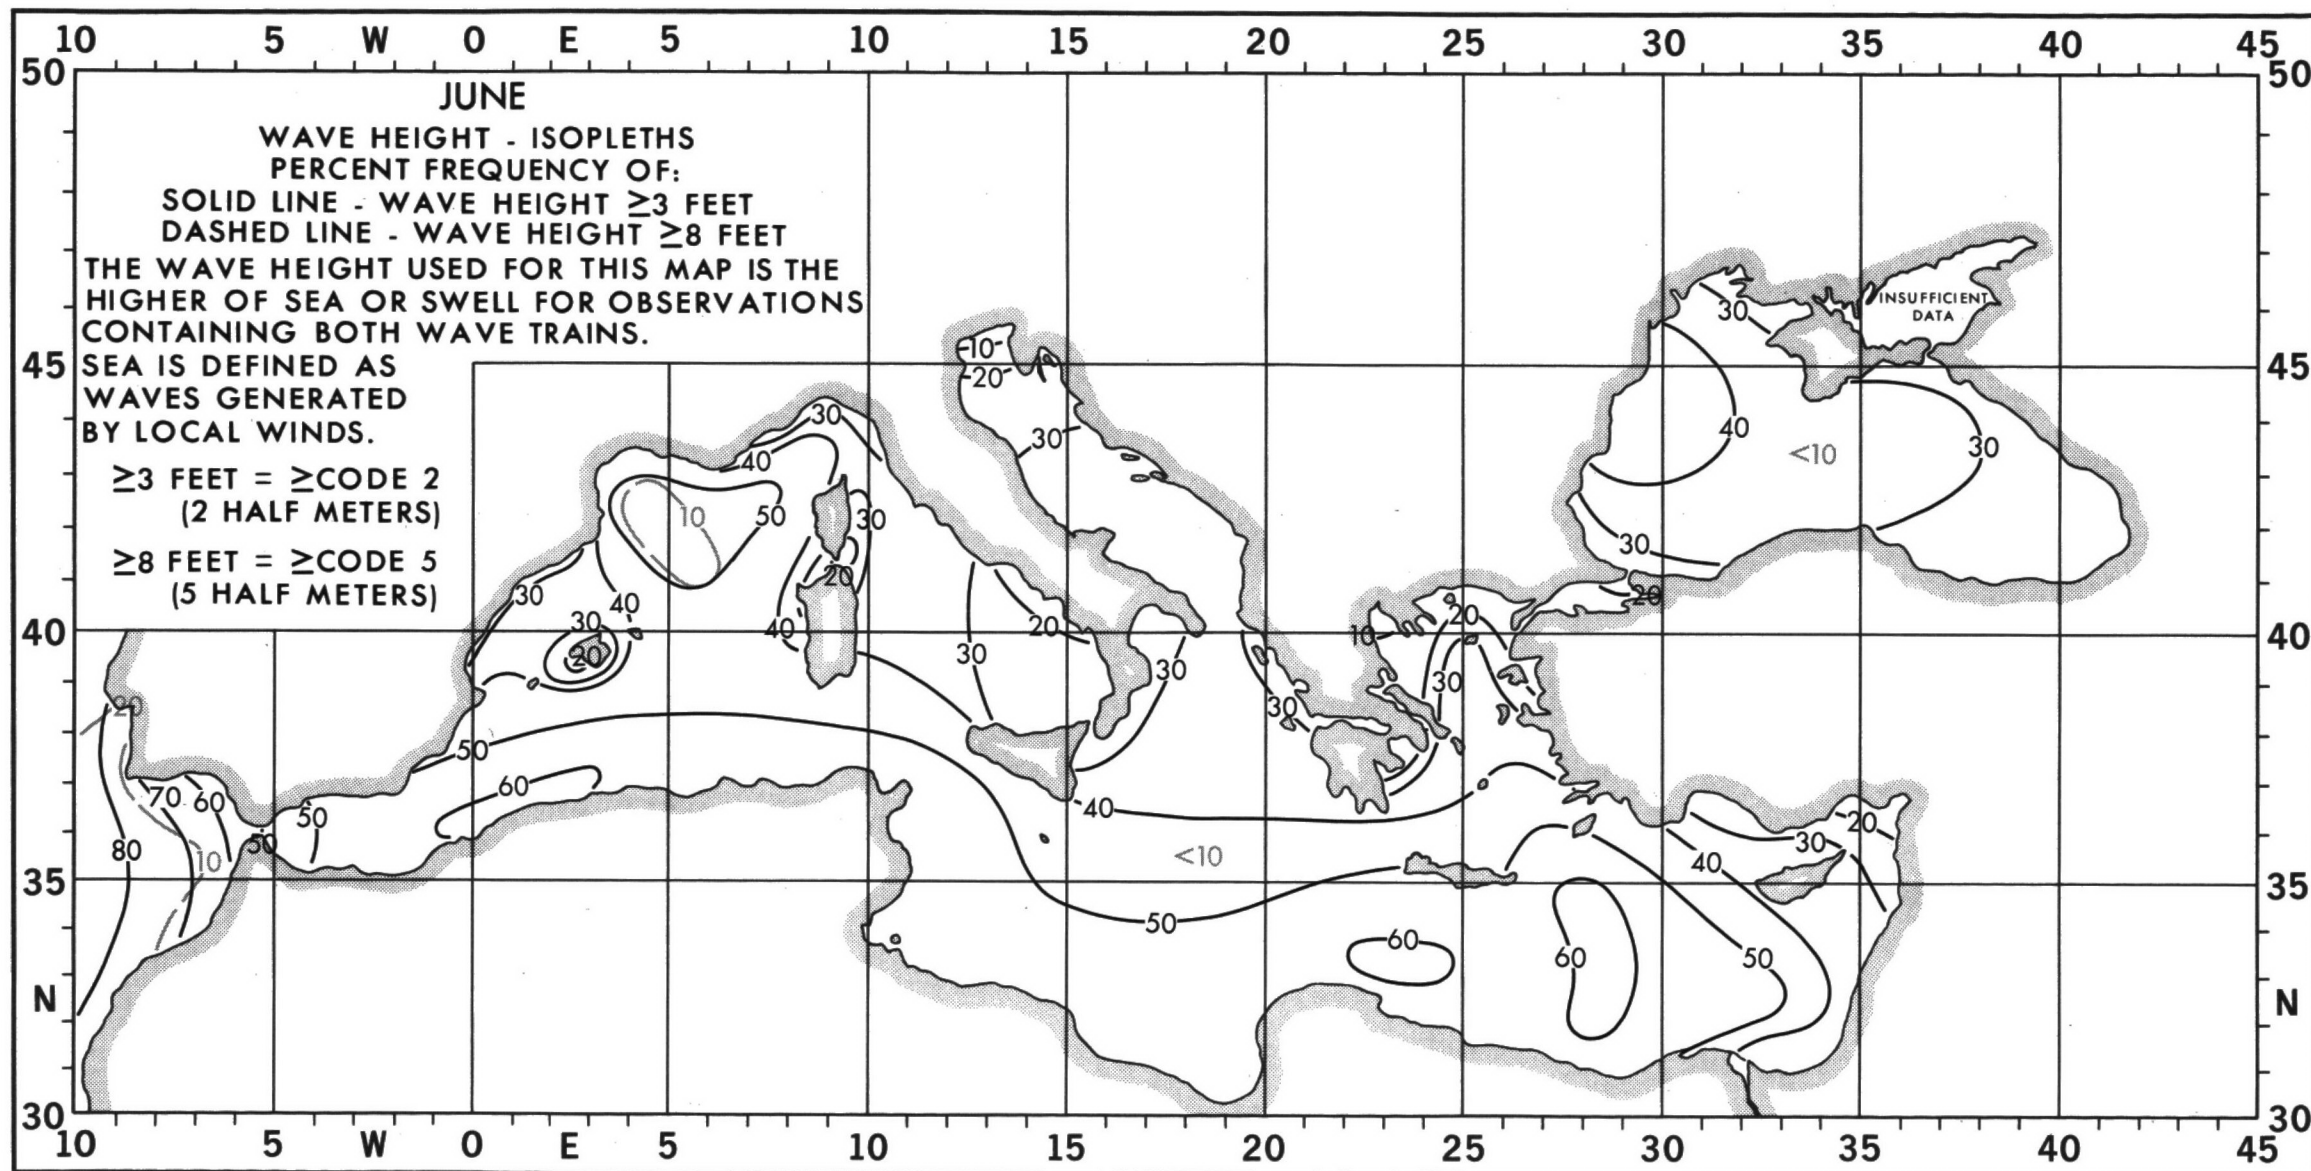 10 5 W 0 E 5 10 15 20 25 30 35 40 45
50 50
JUNE
WAVE HEIGHT - ISOPLETHS
PERCENT FREQUENCY OF:
SOLID LINE - WAVE HEIGHT ≥3 FEET
DASHED LINE - WAVE HEIGHT ≥8 FEET
THE WAVE HEIGHT USED FOR THIS MAP IS THE
HIGHER OF SEA OR SWELL FOR OBSERVATIONS
CONTAINING BOTH WAVE TRAINS.
SEA IS DEFINED AS
WAVES GENERATED
BY LOCAL WINDS.
≥3 FEET = ≥CODE 2
(2 HALF METERS)
≥8 FEET = ≥CODE 5
(5 HALF METERS)
INSUFFICIENT
DATA
30
10
45 45
20
30 40
30 30
40 <10 30
10 50 30
30
20
30 40 20
30 20
40 40 20 10 40
40
20 30 30 30
20 30
50
60
70 60 50 40 20
50 30
80 10 <10 40
35 35
50
60 60 50
N N
30 30
10 5 W 0 E 5 10 15 20 25 30 35 40 45